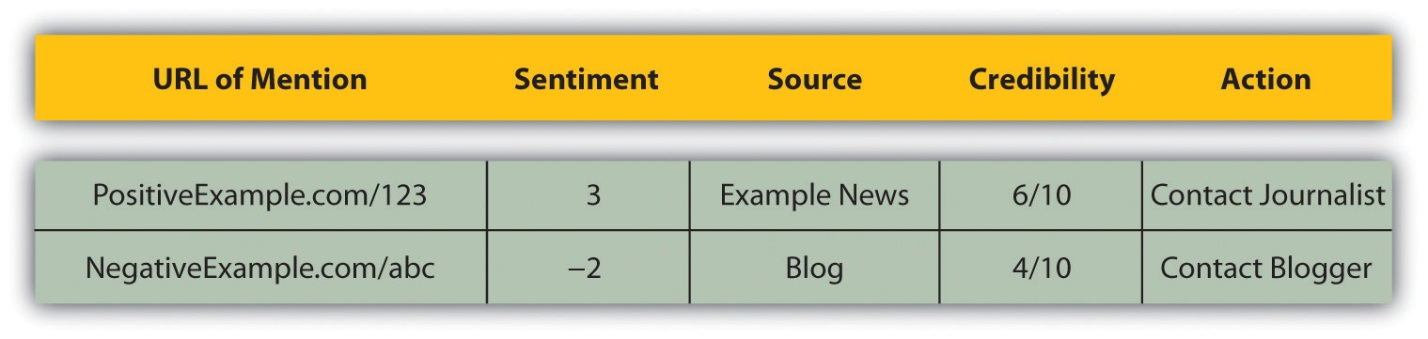 URL of Mention Sentiment Source Credibility Action
PositiveExample.com/123 3 Example News 6/10 Contact Journalist
NegativeExample.com/abc –2 Blog 4/10 Contact Blogger